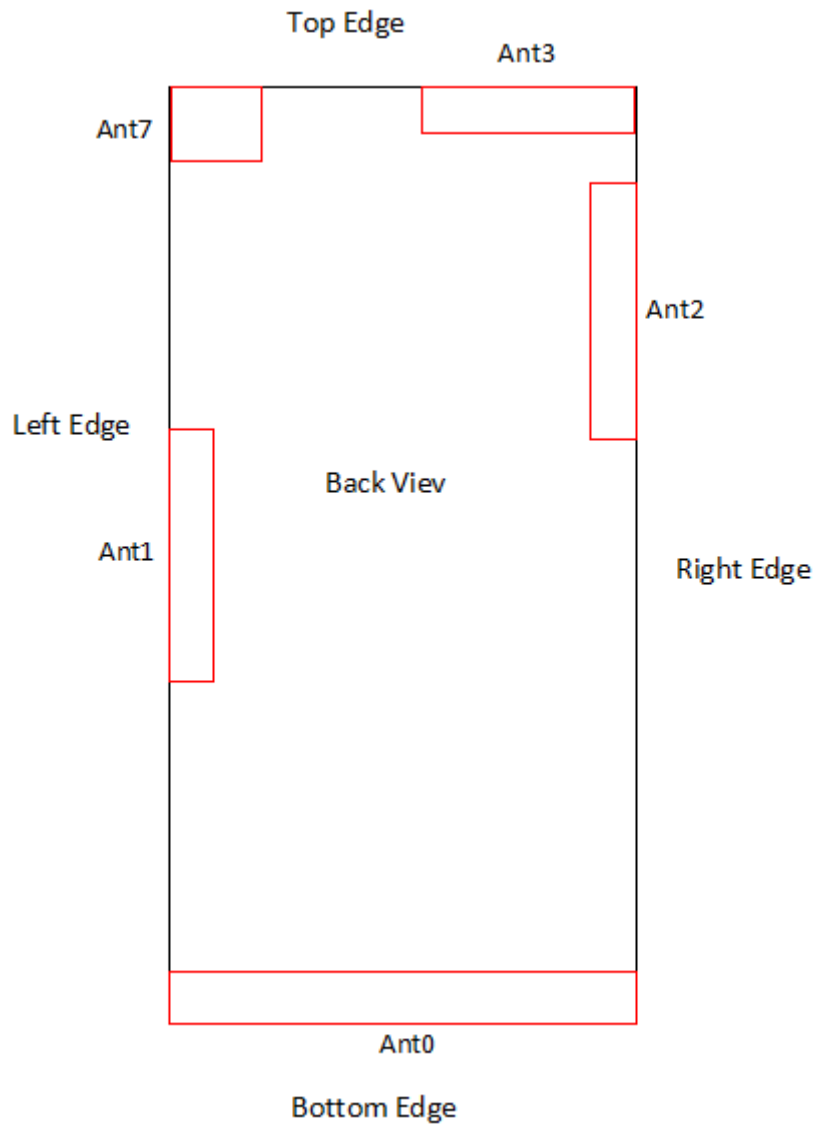 Top Edge
Ant3
Ant7
Ant2
Left Edge
Back Viev
Ant1
Right Edge
Ant0
Bottom Edge